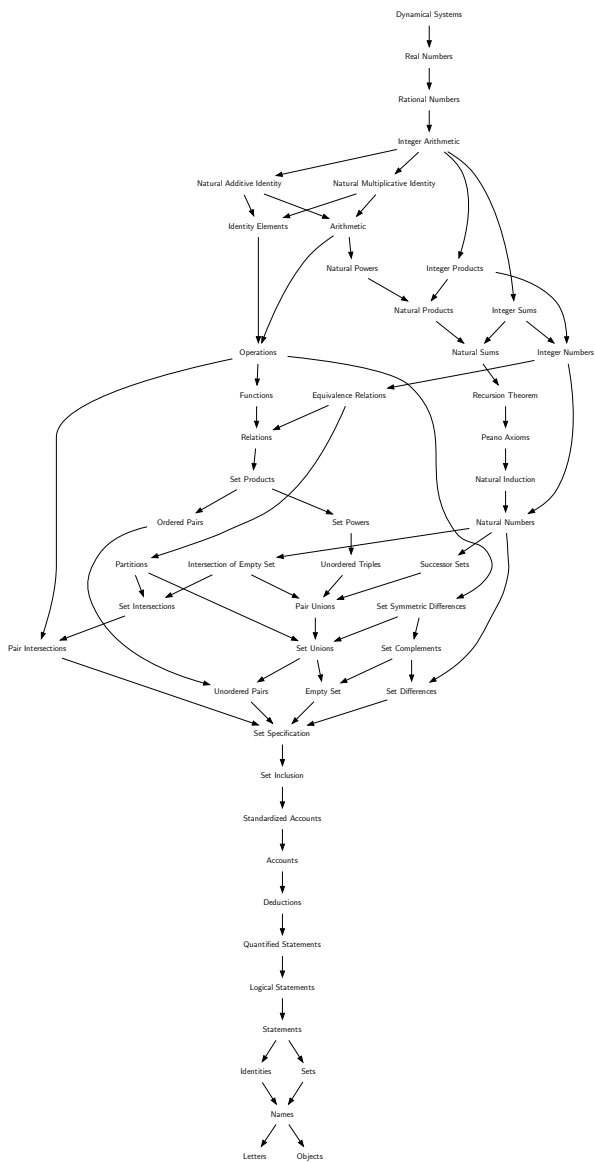 Dynamical Systems
Real Numbers
Rational Numbers
Integer Arithmetic
Natural Additive Identity
Natural Multiplicative Identity
Identity Elements
Arithmetic
Natural Powers
Integer Products
Natural Products
Integer Sums
Operations
Natural Sums
Integer Numbers
Functions
Equivalence Relations
Recursion Theorem
Relations
Peano Axioms
Set Products
Natural Induction
Ordered Pairs
Set Powers
Natural Numbers
Partitions
Intersection of Empty Set
Unordered Triples
Successor Sets
Set Intersections
Pair Unions
Set Symmetric Differences
Pair Intersections
Set Unions
Set Complements
Unordered Pairs
Empty Set
Set Differences
Set Specification
Set Inclusion
Standardized Accounts
Accounts
Deductions
Quantified Statements
Logical Statements
Statements
Identities
Sets
Names
Letters
Objects